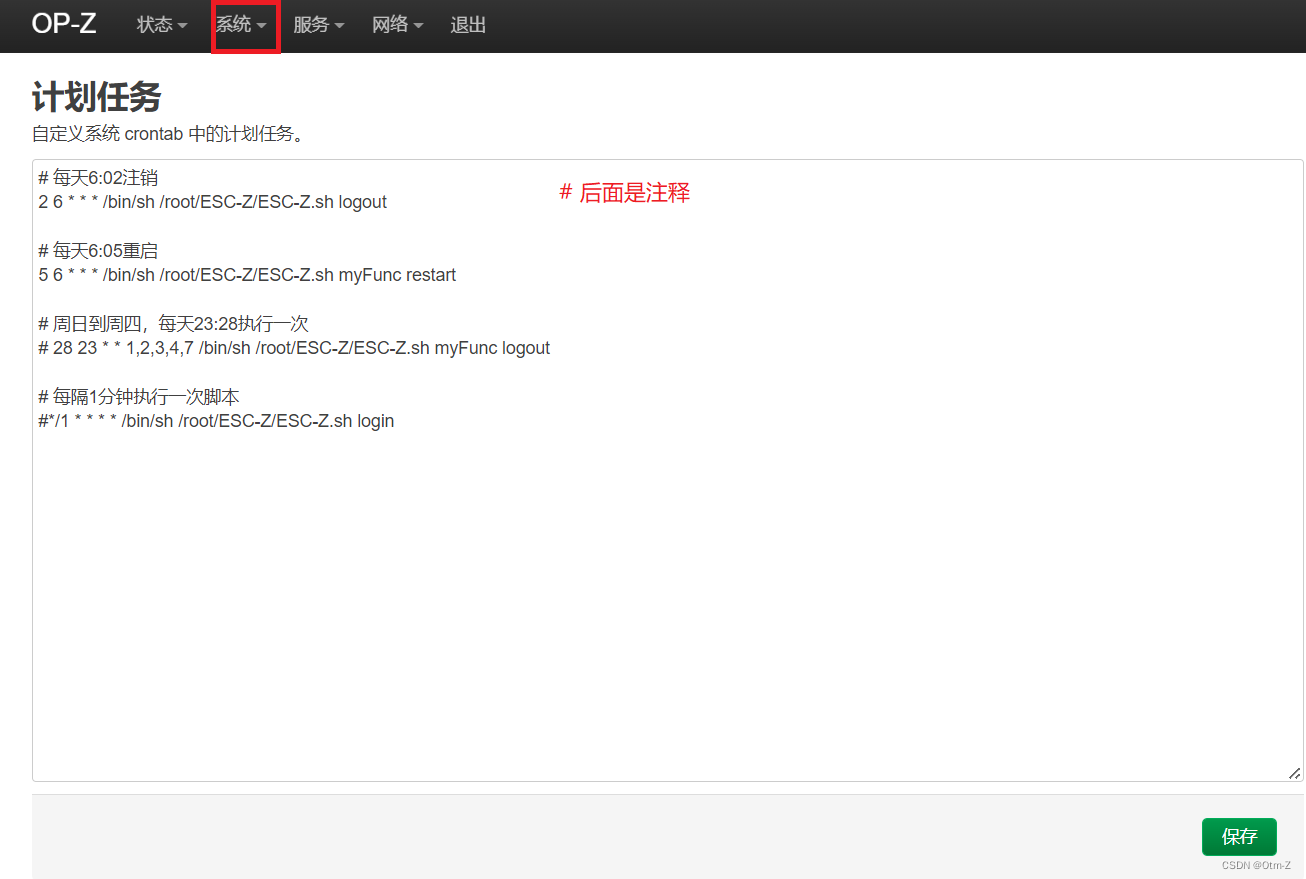 OP-Z 状态 系统 服务 网络 退出
计划任务
自定义系统 crontab 中的计划任务。
# 每天6:02注销
2 6 * * * /bin/sh /root/ESC-Z/ESC-Z.sh logout
# 后面是注释
# 每天6:05重启
5 6 * * * /bin/sh /root/ESC-Z/ESC-Z.sh myFunc restart
# 周日到周四，每天23:28执行一次
# 28 23 * * 1,2,3,4,7 /bin/sh /root/ESC-Z/ESC-Z.sh myFunc logout
# 每隔1分钟执行一次脚本
#*/1 * * * * /bin/sh /root/ESC-Z/ESC-Z.sh login
保存
CSDN @Otm-Z